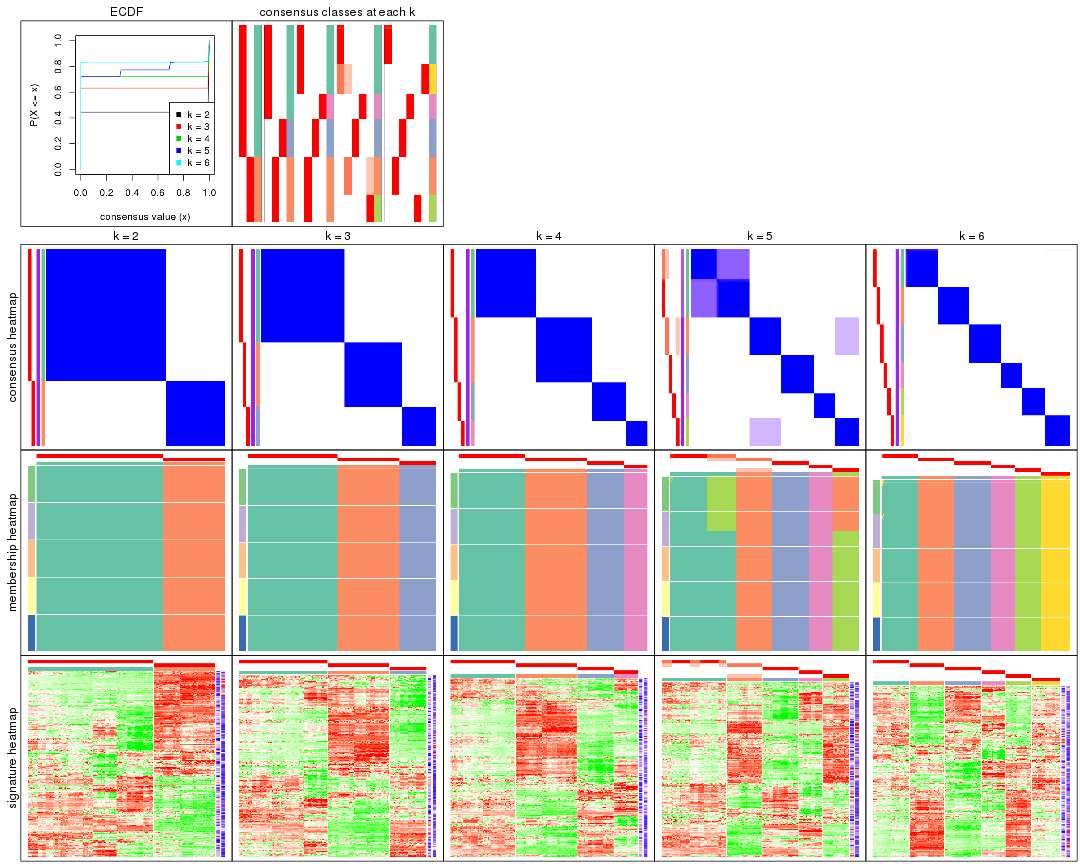 ECDF
consensus classes at each k
P(X <= x)
0.0 0.2 0.4 0.6 0.8 1.0
k = 2
k = 3
k = 4
k = 5
k = 6
0.0 0.2 0.4 0.6 0.8 1.0
consensus value (x)
k = 2
k = 3
k = 4
k = 5
k = 6
consensus heatmap
membership heatmap
signature heatmap